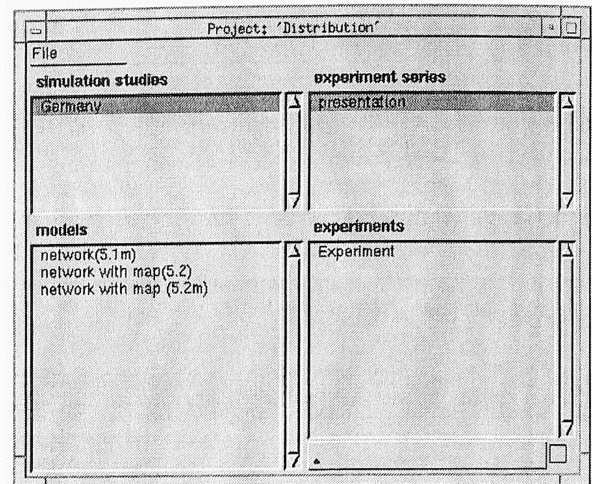 Project: 'Distribution'
File
simulation studies
Germany
experiment series
presentation
models
network(5.1m)
network with map(5.2)
network with map (5.2m)
experiments
Experiment